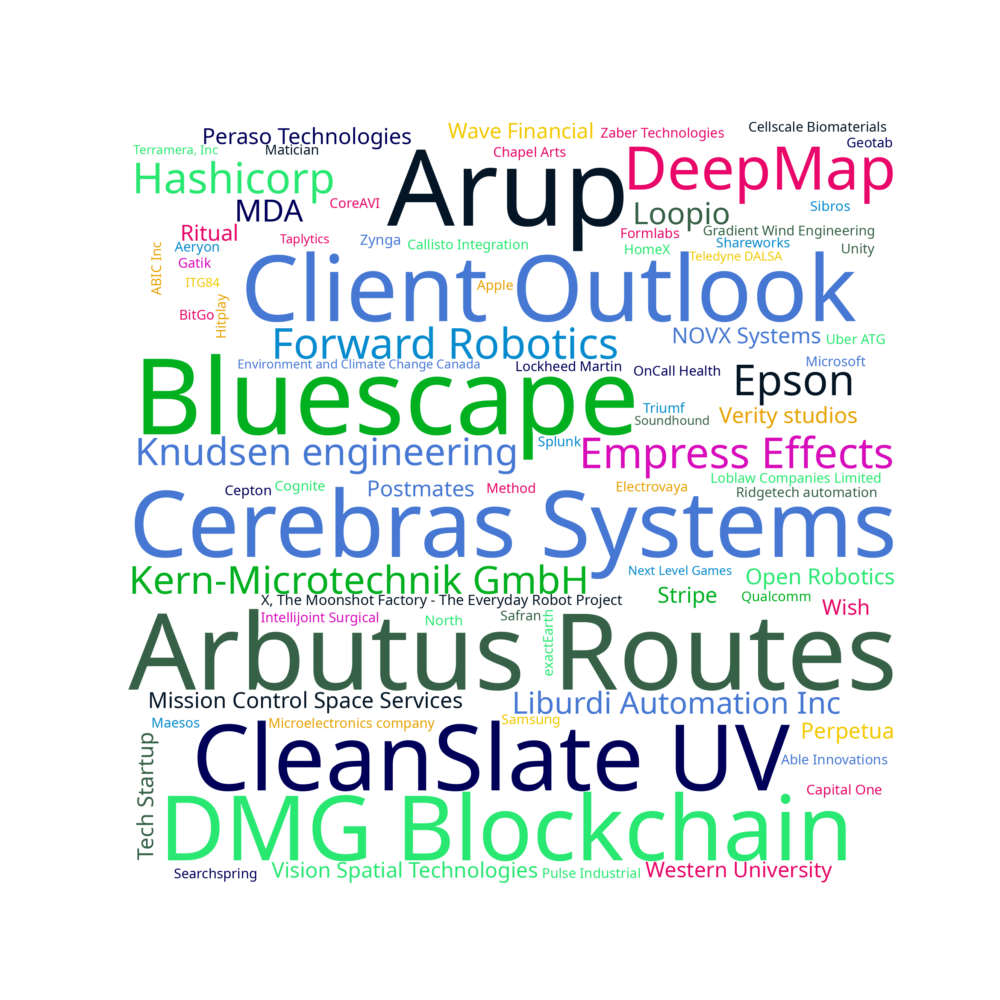 Peraso Technologies
Wave Financial
Zaber Technologies
Cellscale Biomaterials
Geotab
Terramera, Inc
Matician
Chapel Arts
Hashicorp
Arup
DeepMap
MDA
CoreAVI
Loopio
Sibros
Ritual
Taplytics
Zynga
Callisto Integration
Formlabs
Gradient Wind Engineering
Aeryon
HomeX
Shareworks
Unity
ABIC Inc
Gatik
Teledyne DALSA
ITG84
Client Outlook
Apple
BitGo
Hitplay
Forward Robotics
NOVX Systems
Uber ATG
Environment and Climate Change Canada
Lockheed Martin
OnCall Health
Microsoft
Bluescape
Epson
Triumf
Soundhound
Verity studios
Knudsen engineering
Splunk
Empress Effects
Loblaw Companies Limited
Cepton
Cognite
Postmates
Method
Electrovaya
Ridgetech automation
Cerebras Systems
Kern-Microtechnik GmbH
Next Level Games
Open Robotics
X, The Moonshot Factory - The Everyday Robot Project
Stripe
Qualcomm
Wish
Intellijoint Surgical
North
Safran
exactEarth
Arbutus Routes
Mission Control Space Services
Liburdi Automation Inc
Maesos
Microelectronics company
Samsung
Perpetua
Tech Startup
CleanSlate UV
Able Innovations
Capital One
DMG Blockchain
Searchspring
Vision Spatial Technologies
Pulse Industrial
Western University